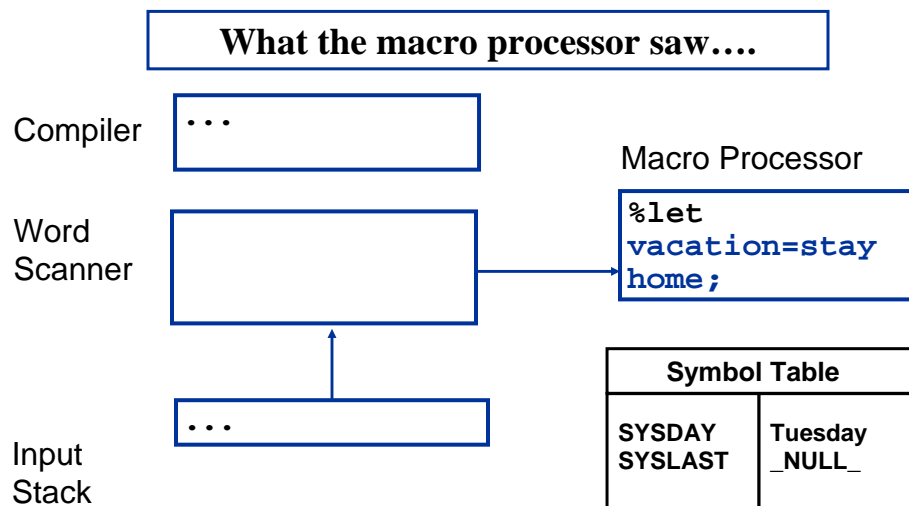 What the macro processor saw....
Compiler
...
Macro Processor
%let
vacation=stay
home;
Word
Scanner
Symbol Table
SYSDAY Tuesday
SYSLAST _NULL_
...
Input
Stack